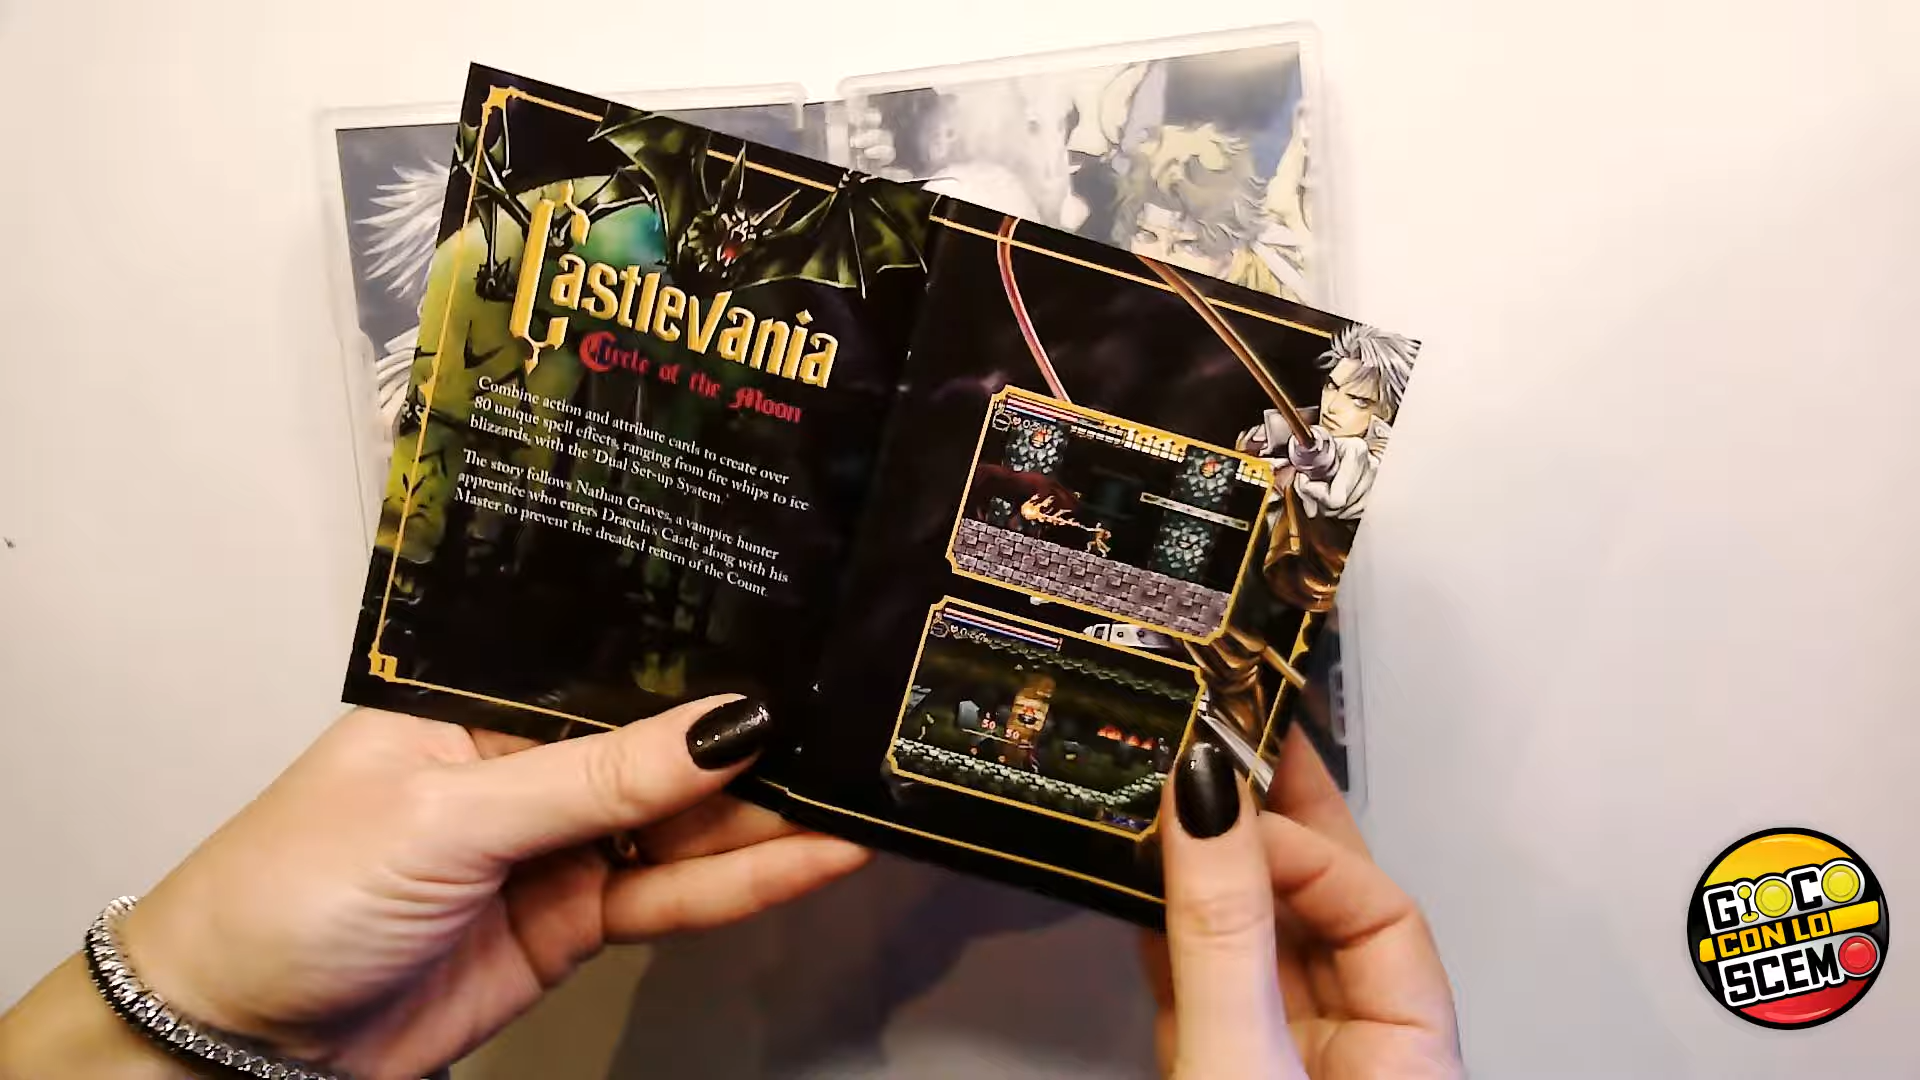 Castlevania
Circle of the Moon
Combine action and attribute cards to create over
80 unique spell effects, ranging from fire whips to ice
blizzards, with the 'Dual Set-up System.'
The story follows Nathan Graves, a vampire hunter
apprentice who enters Dracula's Castle along with his
Master to prevent the dreaded return of the Count.
1
50
50
GIOCO
CON LO
SCEMO